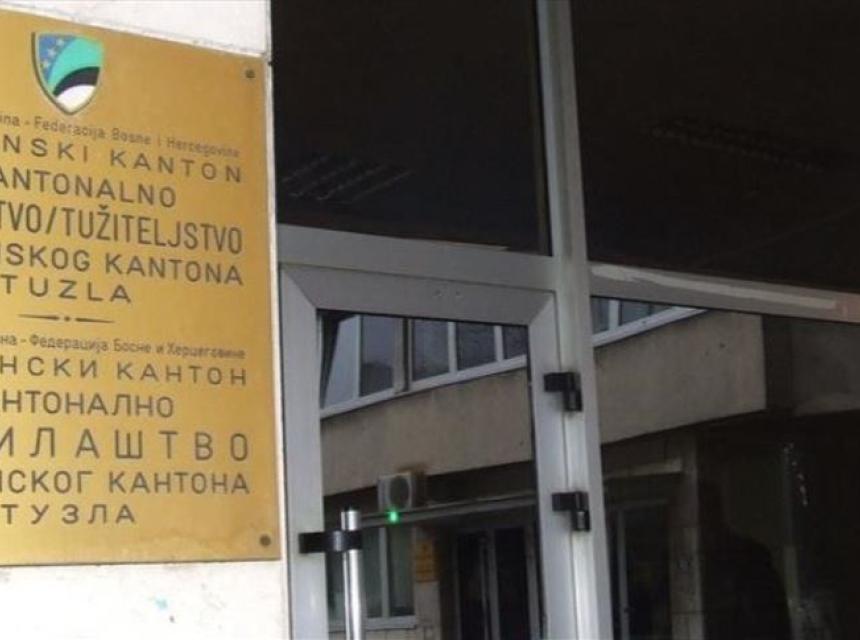 ina - Federacija Bosne i Hercegovine
NSKI KANTON
ANTONALNO
TVO/TUŽITELJSTVO
SKOG KANTONA
TUZLA
на - Федерација Босне и Херцеговине
НСКИ КАНТОН
НТОНАЛНО
ИЛАШТВО
НСКОГ КАНТОНА
ТУЗЛА